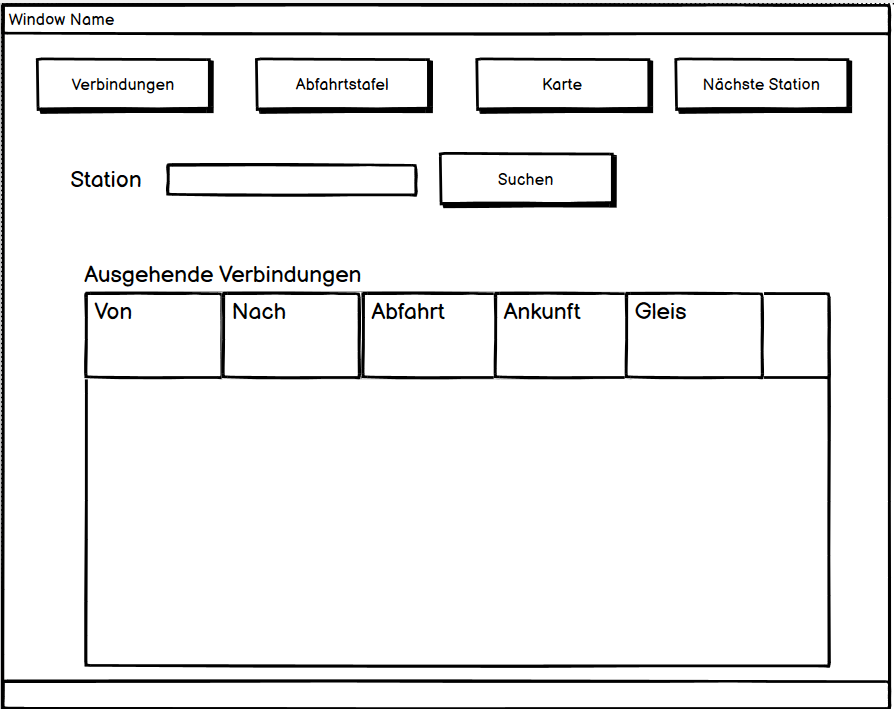 Window Name
Verbindungen Abfahrtstafel Karte Nächste Station
Station Suchen
Ausgehende Verbindungen
Von Nach Abfahrt Ankunft Gleis